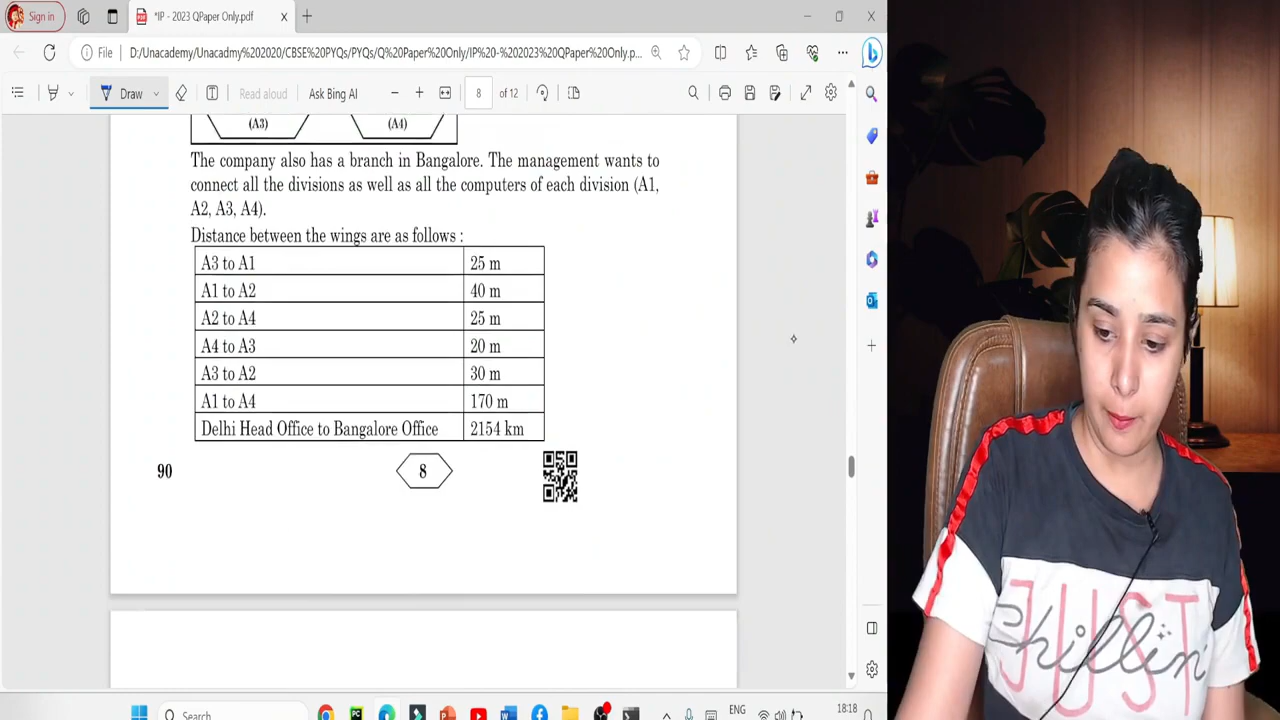 Sign in
*IP - 2023 QPaper Only.pdf
File
D:/Unacademy/Unacadmy%202020/CBSE%20PYQs/PYQs/Q%20Paper%20Only/IP%20-%202023%20QPaper%20Only.p...
Draw
Read aloud
Ask Bing AI
8
of 12
(A3)
(A4)
The company also has a branch in Bangalore. The management wants to
connect all the divisions as well as all the computers of each division (A1,
A2, A3, A4).
Distance between the wings are as follows :
A3 to A1 25 m
A1 to A2 40 m
A2 to A4 25 m
A4 to A3 20 m
A3 to A2 30 m
A1 to A4 170 m
Delhi Head Office to Bangalore Office 2154 km
90
8
JUST
Chillin'
Search
ENG
18:18